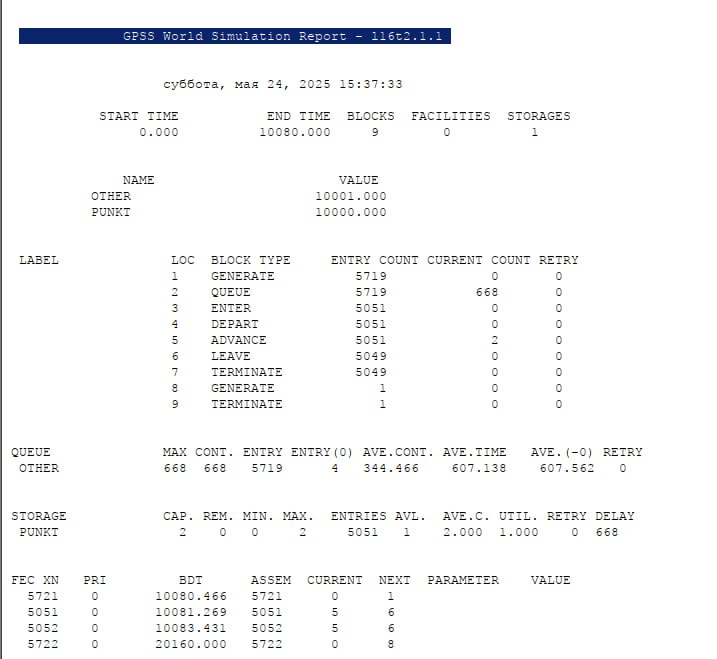 GPSS World Simulation Report - l16t2.1.1
суббота, мая 24, 2025 15:37:33
START TIME END TIME BLOCKS FACILITIES STORAGES
0.000 10080.000 9 0 1
NAME VALUE
OTHER 10001.000
PUNKT 10000.000
LABEL LOC BLOCK TYPE ENTRY COUNT CURRENT COUNT RETRY
1 GENERATE 5719 0 0
2 QUEUE 5719 668 0
3 ENTER 5051 0 0
4 DEPART 5051 0 0
5 ADVANCE 5051 2 0
6 LEAVE 5049 0 0
7 TERMINATE 5049 0 0
8 GENERATE 1 0 0
9 TERMINATE 1 0 0
QUEUE MAX CONT. ENTRY ENTRY(0) AVE.CONT. AVE.TIME AVE.(-0) RETRY
OTHER 668 668 5719 4 344.466 607.138 607.562 0
STORAGE CAP. REM. MIN. MAX. ENTRIES AVL. AVE.C. UTIL. RETRY DELAY
PUNKT 2 0 0 2 5051 1 2.000 1.000 0 668
FEC XN PRI BDT ASSEM CURRENT NEXT PARAMETER VALUE
5721 0 10080.466 5721 0 1
5051 0 10081.269 5051 5 6
5052 0 10083.431 5052 5 6
5722 0 20160.000 5722 0 8